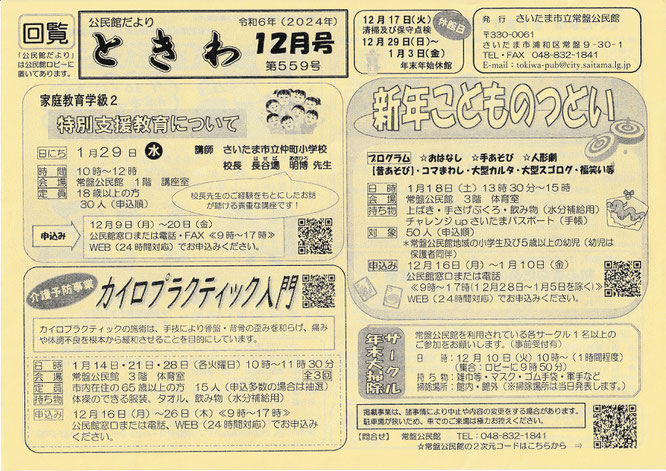 回覧
「公民館だより」
は公民館ロビーに
置いてあります。
公民館だより
ときわ
令和6年（2024年）
12月号
第559号
休館日
12月17日（火）
清掃及び保守点検
12月29日（日）～
1月3日（金）
年末年始休館
発行 さいたま市立常盤公民館
〒330-0061
さいたま市浦和区常盤9-30-1
TEL・FAX 048-832-1841
E-mail：tokiwa-pub@city.saitama.lg.jp
家庭教育学級2
特別支援教育について
日にち 1月29日 水
時間 10時～12時
会場 常盤公民館 1階 講座室
定員 18歳以上の方
30人（申込順）
講師 さいたま市立仲町小学校
校長 長谷場 明博 先生
校長先生のご経験をもとにしたお話
が聴ける貴重な講座です！
申込み 12月9日（月）～20日（金）
公民館窓口または電話・FAX≪9時～17時≫
WEB（24時間対応）でお申込みください。
介護予防事業
カイロプラクティック入門
カイロプラクティックの施術は、手技により骨盤・背骨の歪みを和らげ、痛み
や体調不良を根本から緩和させることを目的にしています。
日時 1月14日・21日・28日（各火曜日）10時～11時30分
会場 常盤公民館 3階 体育室 全3回
定員 市内在住の65歳以上の方 15人（申込多数の場合は抽選）
持ち物 体操のできる服装、タオル、飲み物（水分補給用）
申込み 12月16日（月）～26日（木）≪9時～17時≫
公民館窓口または電話、WEB（24時間対応）でお申込み
ください。
新年こどものつどい
プログラム ☆おはなし ☆手あそび ☆人形劇
【昔あそび】・コマまわし・大型カルタ・大型スゴロク・福笑い等
日時 1月18日（土）13時30分～15時
会場 常盤公民館 3階 体育室
持ち物 上ばき・手さげぶくろ・飲み物（水分補給用）
チャレンジupさいたまパスポート（手帳）
対象 50人（申込順）
＊常盤公民館地域の小学生及び5歳以上の幼児（幼児は
保護者同伴）
申込み 12月16日（月）～1月10日（金）
公民館窓口または電話
≪9時～17時（12月28日～1月5日を除く）≫
WEB（24時間対応）でお申込みください。
サークル
年末大掃除
常盤公民館を利用されている各サークル1名以上の
ご参加をお願いします。（事前受付有）
日時 12月10日（火）10時～（1時間程度）
（集合：ロビーに9時50分）
持ち物：雑巾等・マスク・ゴム手袋・軍手など
掃除場所：館内・館外（※掃除場所は当日発表します。）
掲載事業は、諸事情により中止や内容の変更をする場合があります。
駐車場が狭いため、車でのご来場は極力お控えください。
【問合せ】 常盤公民館 TEL：048-832-1841
☆常盤公民館の2次元コードはこちらから ➡